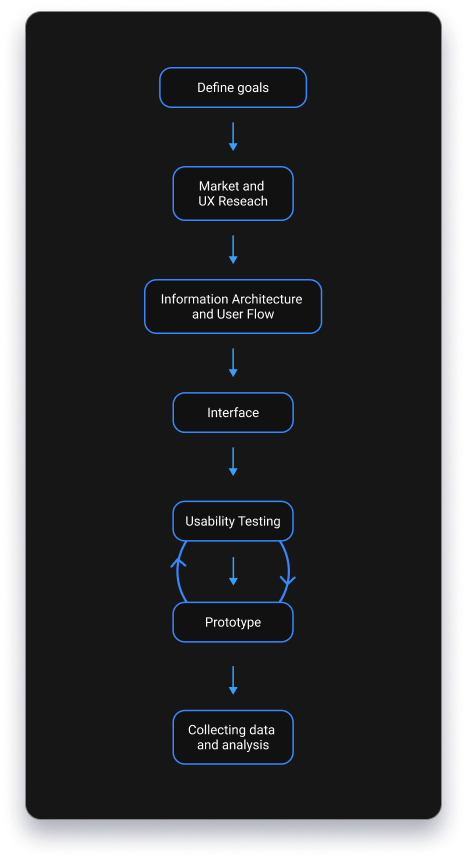 Define goals
Market and
UX Reseach
Information Architecture
and User Flow
Interface
Usability Testing
Prototype
Collecting data
and analysis